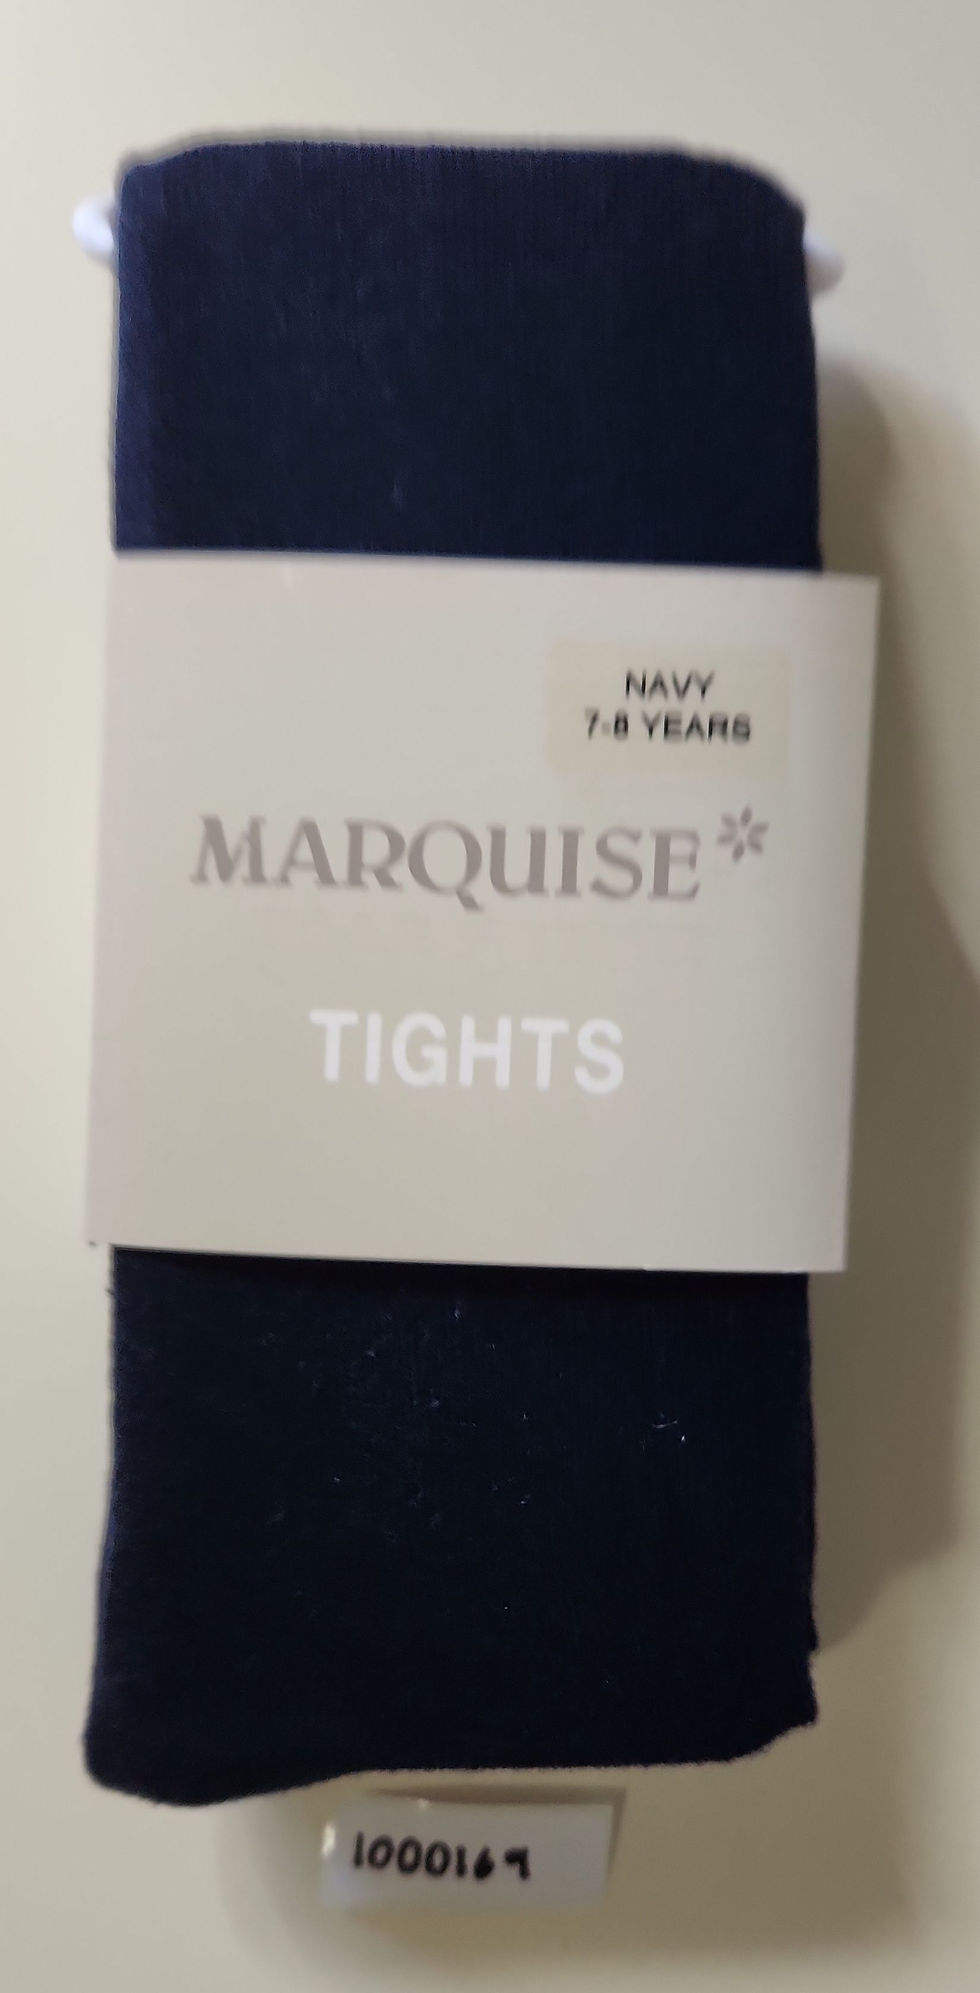 NAVY
7-8 YEARS
MARQUISE
TIGHTS
1000169